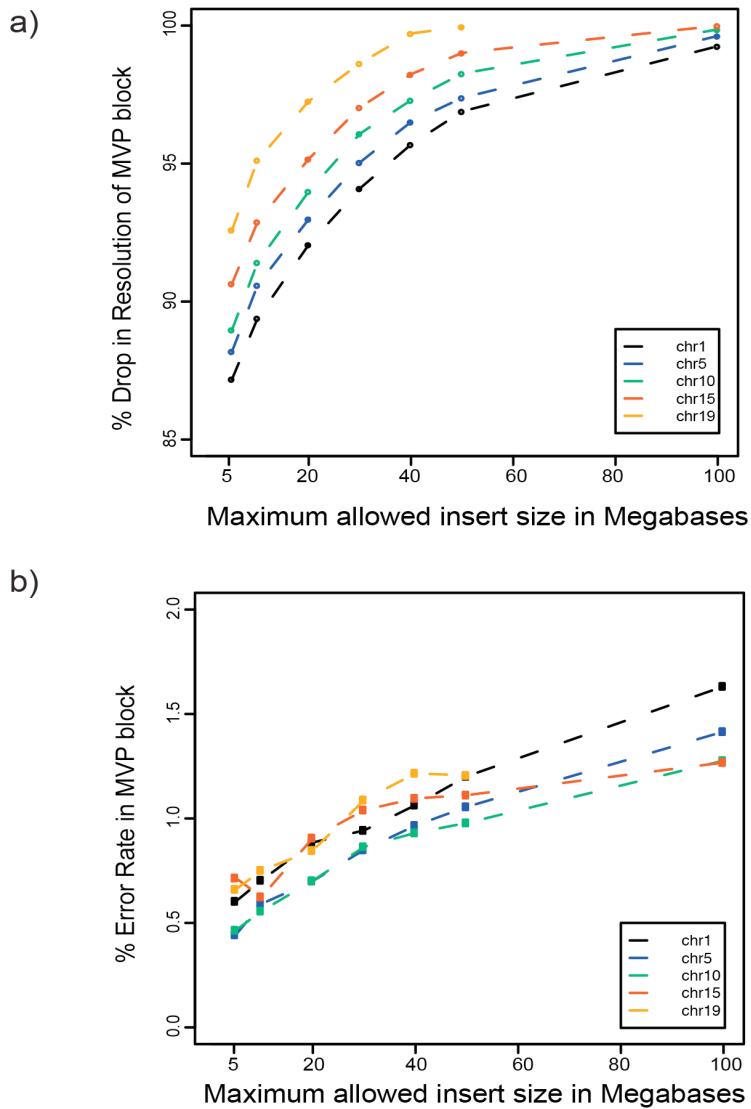 a)
% Drop in Resolution of MVP block
100
95
90
85
5 20 40 60 80 100
Maximum allowed insert size in Megabases
chr1
chr5
chr10
chr15
chr19
b)
% Error Rate in MVP block
2.0
1.5
1.0
0.5
0.0
5 20 40 60 80 100
Maximum allowed insert size in Megabases
chr1
chr5
chr10
chr15
chr19